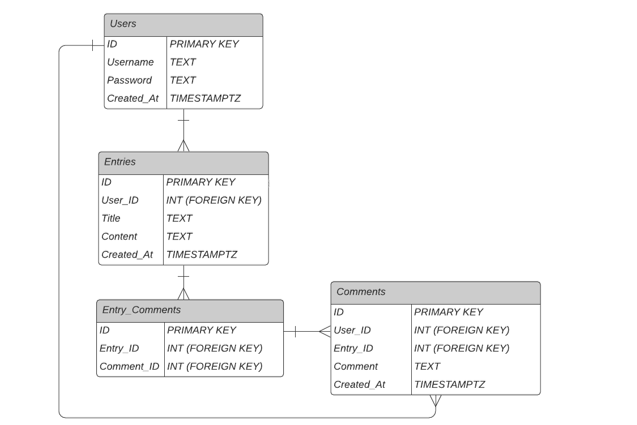 Users
ID PRIMARY KEY
Username TEXT
Password TEXT
Created_At TIMESTAMPTZ
Entries
ID PRIMARY KEY
User_ID INT (FOREIGN KEY)
Title TEXT
Content TEXT
Created_At TIMESTAMPTZ
Entry_Comments
ID PRIMARY KEY
Entry_ID INT (FOREIGN KEY)
Comment_ID INT (FOREIGN KEY)
Comments
ID PRIMARY KEY
User_ID INT (FOREIGN KEY)
Entry_ID INT (FOREIGN KEY)
Comment TEXT
Created_At TIMESTAMPTZ